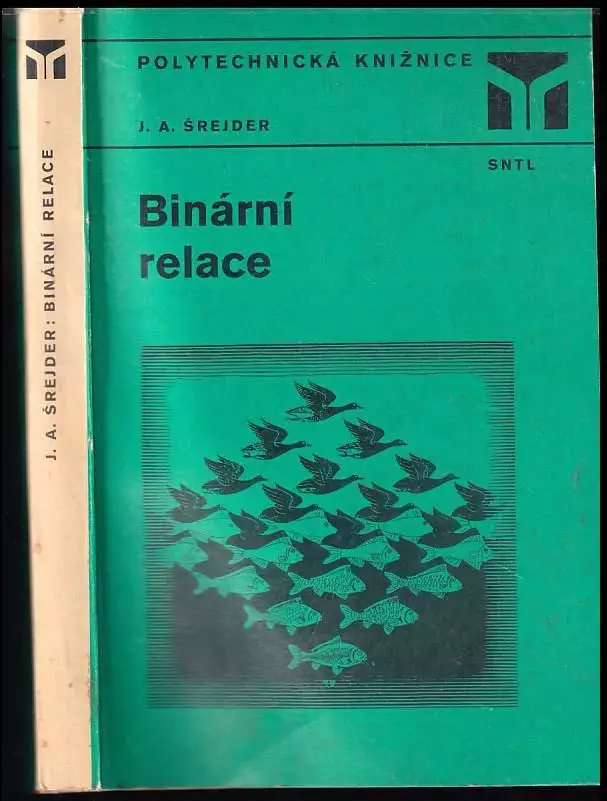 POLYTECHNICKÁ KNIŽNICE
J. A. ŠREJDER
SNTL
Binární
relace
J. A. ŠREJDER: BINÁRNÍ RELACE